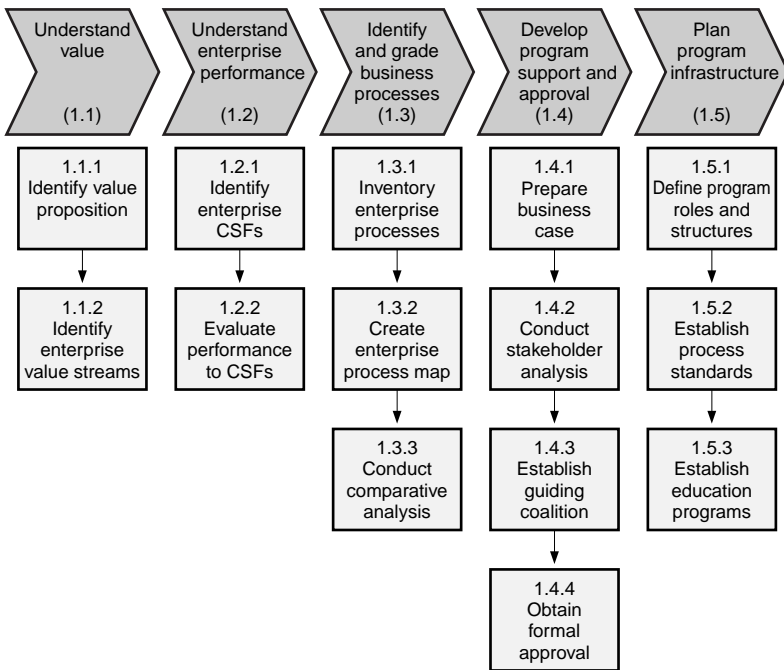 Understand
value
(1.1)
Understand
enterprise
performance
(1.2)
Identify
and grade
business
processes
(1.3)
Develop
program
support and
approval
(1.4)
Plan
program
infrastructure
(1.5)
1.1.1
Identify value
proposition
1.1.2
Identify
enterprise
value streams
1.2.1
Identify
enterprise
CSFs
1.2.2
Evaluate
performance
to CSFs
1.3.1
Inventory
enterprise
processes
1.3.2
Create
enterprise
process map
1.3.3
Conduct
comparative
analysis
1.4.1
Prepare
business
case
1.4.2
Conduct
stakeholder
analysis
1.4.3
Establish
guiding
coalition
1.4.4
Obtain
formal
approval
1.5.1
Define program
roles and
structures
1.5.2
Establish
process
standards
1.5.3
Establish
education
programs